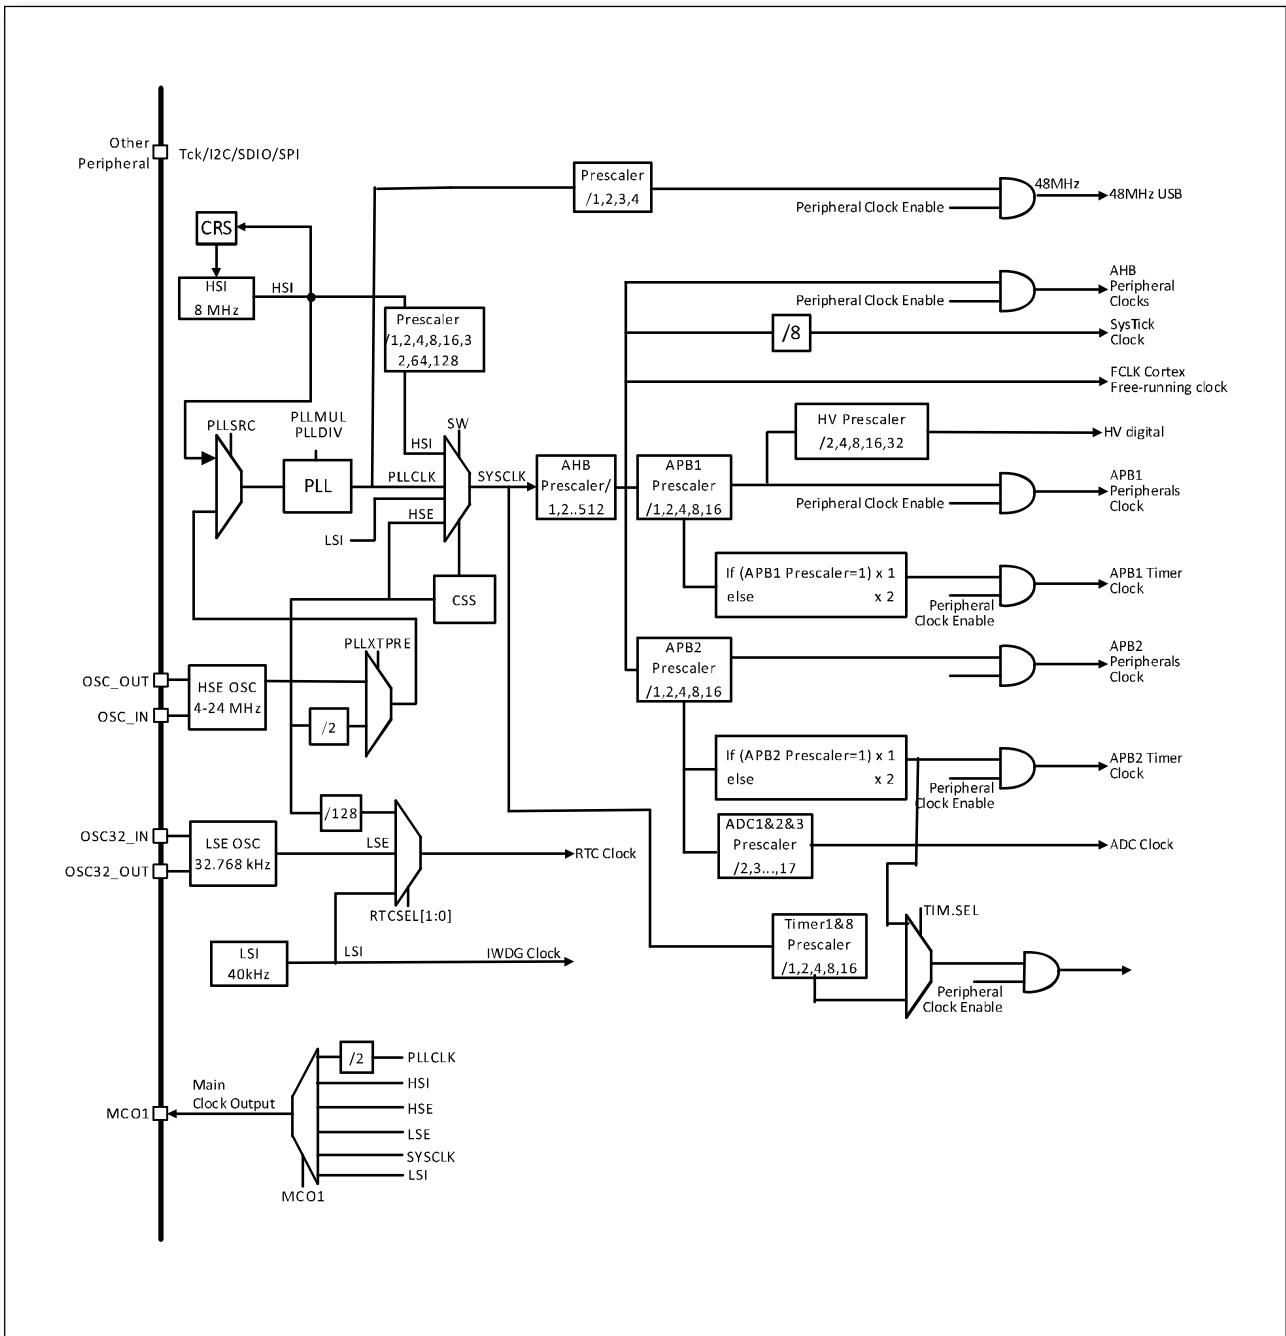 Other
Peripheral
Tck/I2C/SDIO/SPI
Prescaler
/1,2,3,4
Peripheral Clock Enable
48MHz
48MHz USB
CRS
HSI
8 MHz
HSI
Prescaler
/1,2,4,8,16,3
2,64,128
Peripheral Clock Enable
AHB
Peripheral
Clocks
/8
SysTick
Clock
FCLK Cortex
Free-running clock
HV Prescaler
/2,4,8,16,32
HV digital
PLLSRC
PLLMUL
PLLDIV
PLL
SW
HSI
PLLCLK
HSE
LSI
SYSCLK
AHB
Prescaler/
1,2..512
APB1
Prescaler
/1,2,4,8,16
Peripheral Clock Enable
APB1
Peripherals
Clock
CSS
If (APB1 Prescaler=1) x 1
else x 2
Peripheral
Clock Enable
APB1 Timer
Clock
PLLXTPRE
OSC_OUT
OSC_IN
HSE OSC
4-24 MHz
/2
APB2
Prescaler
/1,2,4,8,16
APB2
Peripherals
Clock
If (APB2 Prescaler=1) x 1
else x 2
Peripheral
Clock Enable
APB2 Timer
Clock
/128
OSC32_IN
OSC32_OUT
LSE OSC
32.768 kHz
LSE
RTC Clock
RTCSEL[1:0]
ADC1&2&3
Prescaler
/2,3...,17
ADC Clock
LSI
40kHz
LSI
IWDG Clock
Timer1&8
Prescaler
/1,2,4,8,16
TIM.SEL
Peripheral
Clock Enable
MCO1
Main
Clock Output
/2
PLLCLK
HSI
HSE
LSE
SYSCLK
LSI
MCO1